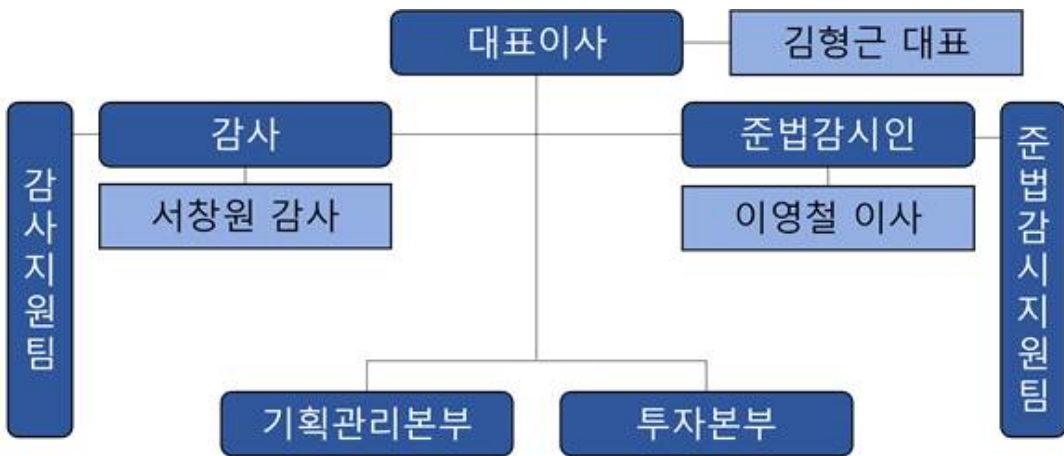 대표이사
김형근 대표
감사
준법감시인
서창원 감사
이영철 이사
감사지원팀
준법감시지원팀
기획관리본부
투자본부